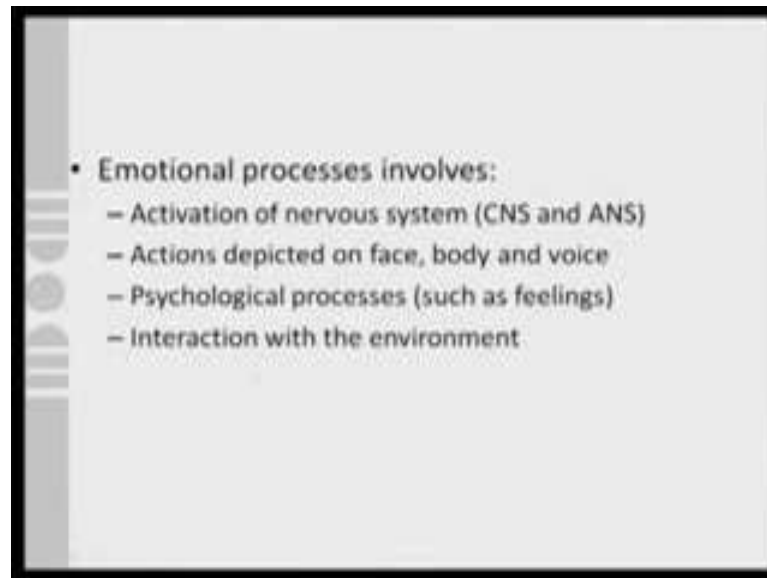 • Emotional processes involves:
– Activation of nervous system (CNS and ANS)
– Actions depicted on face, body and voice
– Psychological processes (such as feelings)
– Interaction with the environment